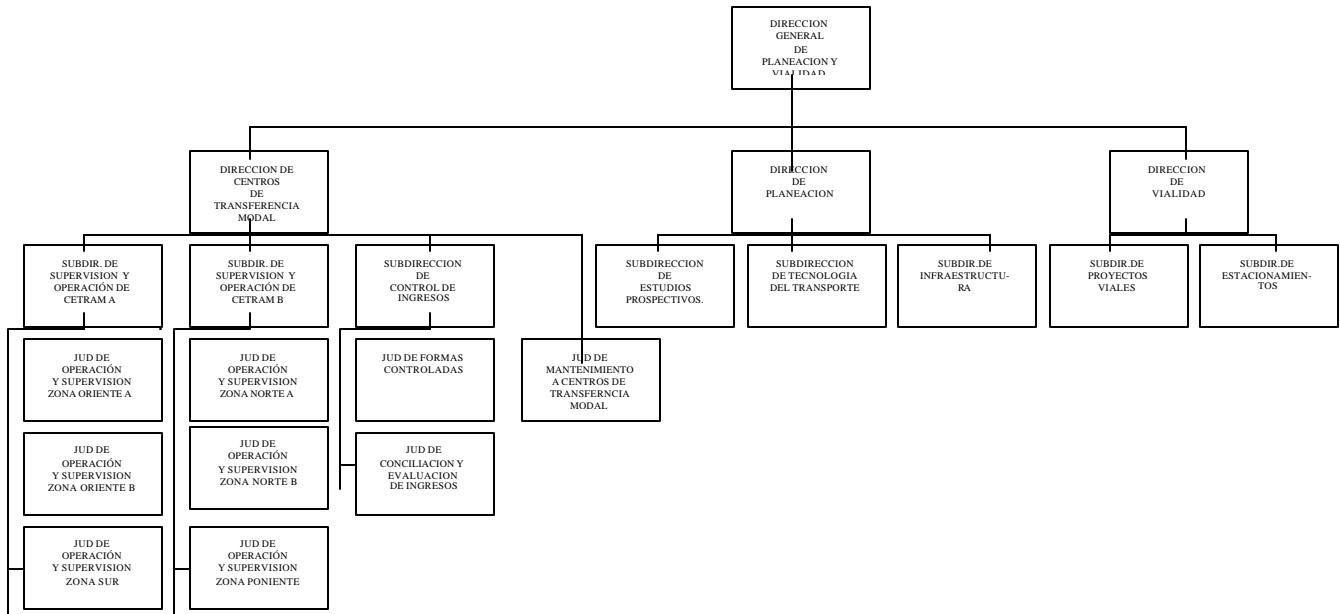 DIRECCION
GENERAL
DE
PLANEACION Y
VIALIDAD
DIRECCION DE
CENTROS
DE
TRANSFERENCIA
MODAL
DIRECCION
DE
PLANEACION
DIRECCION
DE
VIALIDAD
SUBDIR. DE
SUPERVISION Y
OPERACIÓN DE
CETRAM A
SUBDIR. DE
SUPERVISION Y
OPERACIÓN DE
CETRAM B
SUBDIRECCION
DE
CONTROL DE
INGRESOS
SUBDIRECCION
DE
ESTUDIOS
PROSPECTIVOS.
SUBDIRECCION
DE TECNOLOGIA
DEL TRANSPORTE
SUBDIR.DE
INFRAESTRUCTU-
RA
SUBDIR.DE
PROYECTOS
VIALES
SUBDIR.DE
ESTACIONAMIEN-
TOS
JUD DE
OPERACIÓN
Y SUPERVISION
ZONA ORIENTE A
JUD DE
OPERACIÓN
Y SUPERVISION
ZONA NORTE A
JUD DE FORMAS
CONTROLADAS
JUD DE
MANTENIMIENTO
A CENTROS DE
TRANSFERNCIA
MODAL
JUD DE
OPERACIÓN
Y SUPERVISION
ZONA ORIENTE B
JUD DE
OPERACIÓN
Y SUPERVISION
ZONA NORTE B
JUD DE
CONCILIACION Y
EVALUACION
DE INGRESOS
JUD DE
OPERACIÓN
Y SUPERVISION
ZONA SUR
JUD DE
OPERACIÓN
Y SUPERVISION
ZONA PONIENTE